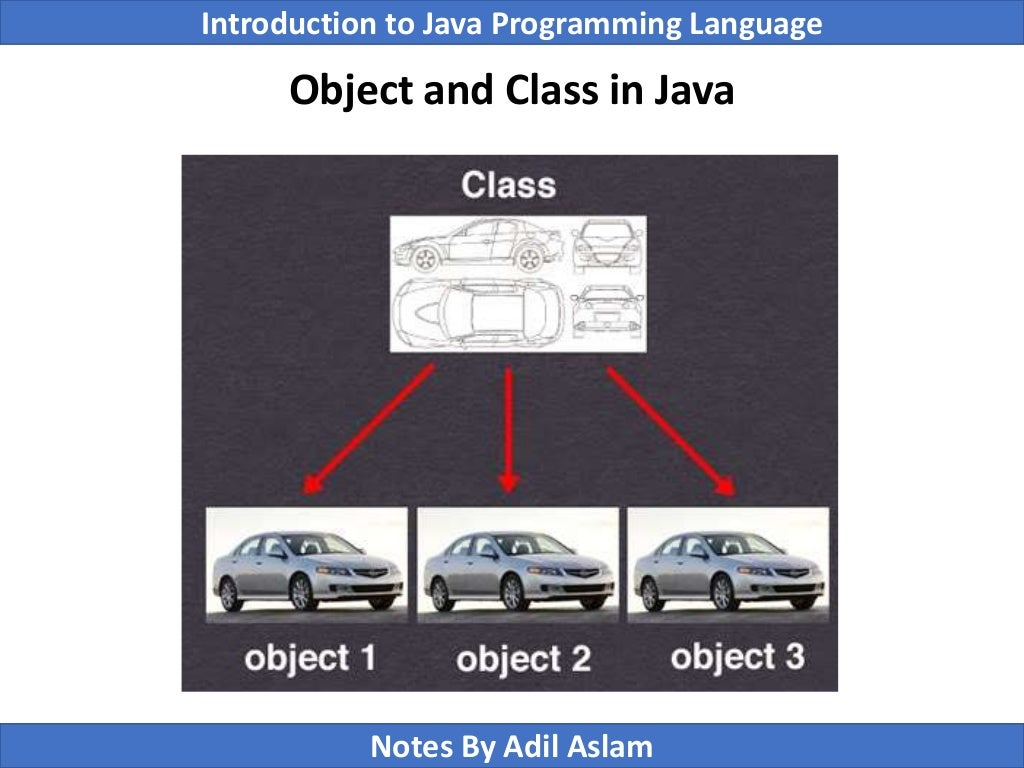 Introduction to Java Programming Language
Object and Class in Java
Class
object 1
object 2
object 3
Notes By Adil Aslam